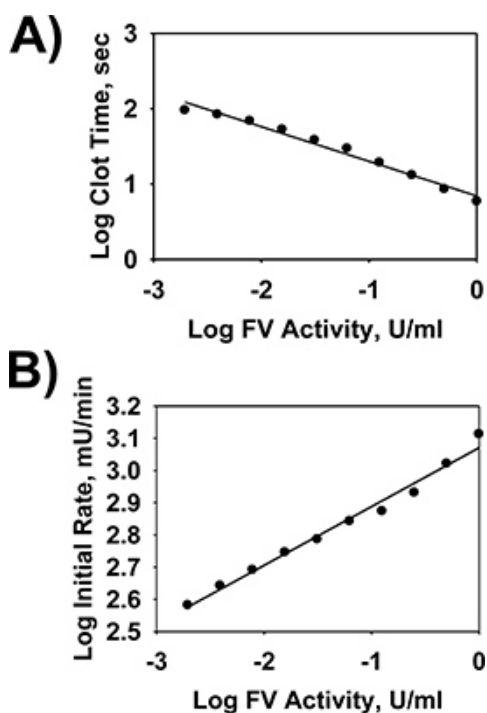 A)
Log Clot Time, sec
3
2
1
0
-3 -2 -1 0
Log FV Activity, U/ml
B)
Log Initial Rate, mU/min
3.2
3.1
3.0
2.9
2.8
2.7
2.6
2.5
-3 -2 -1 0
Log FV Activity, U/ml